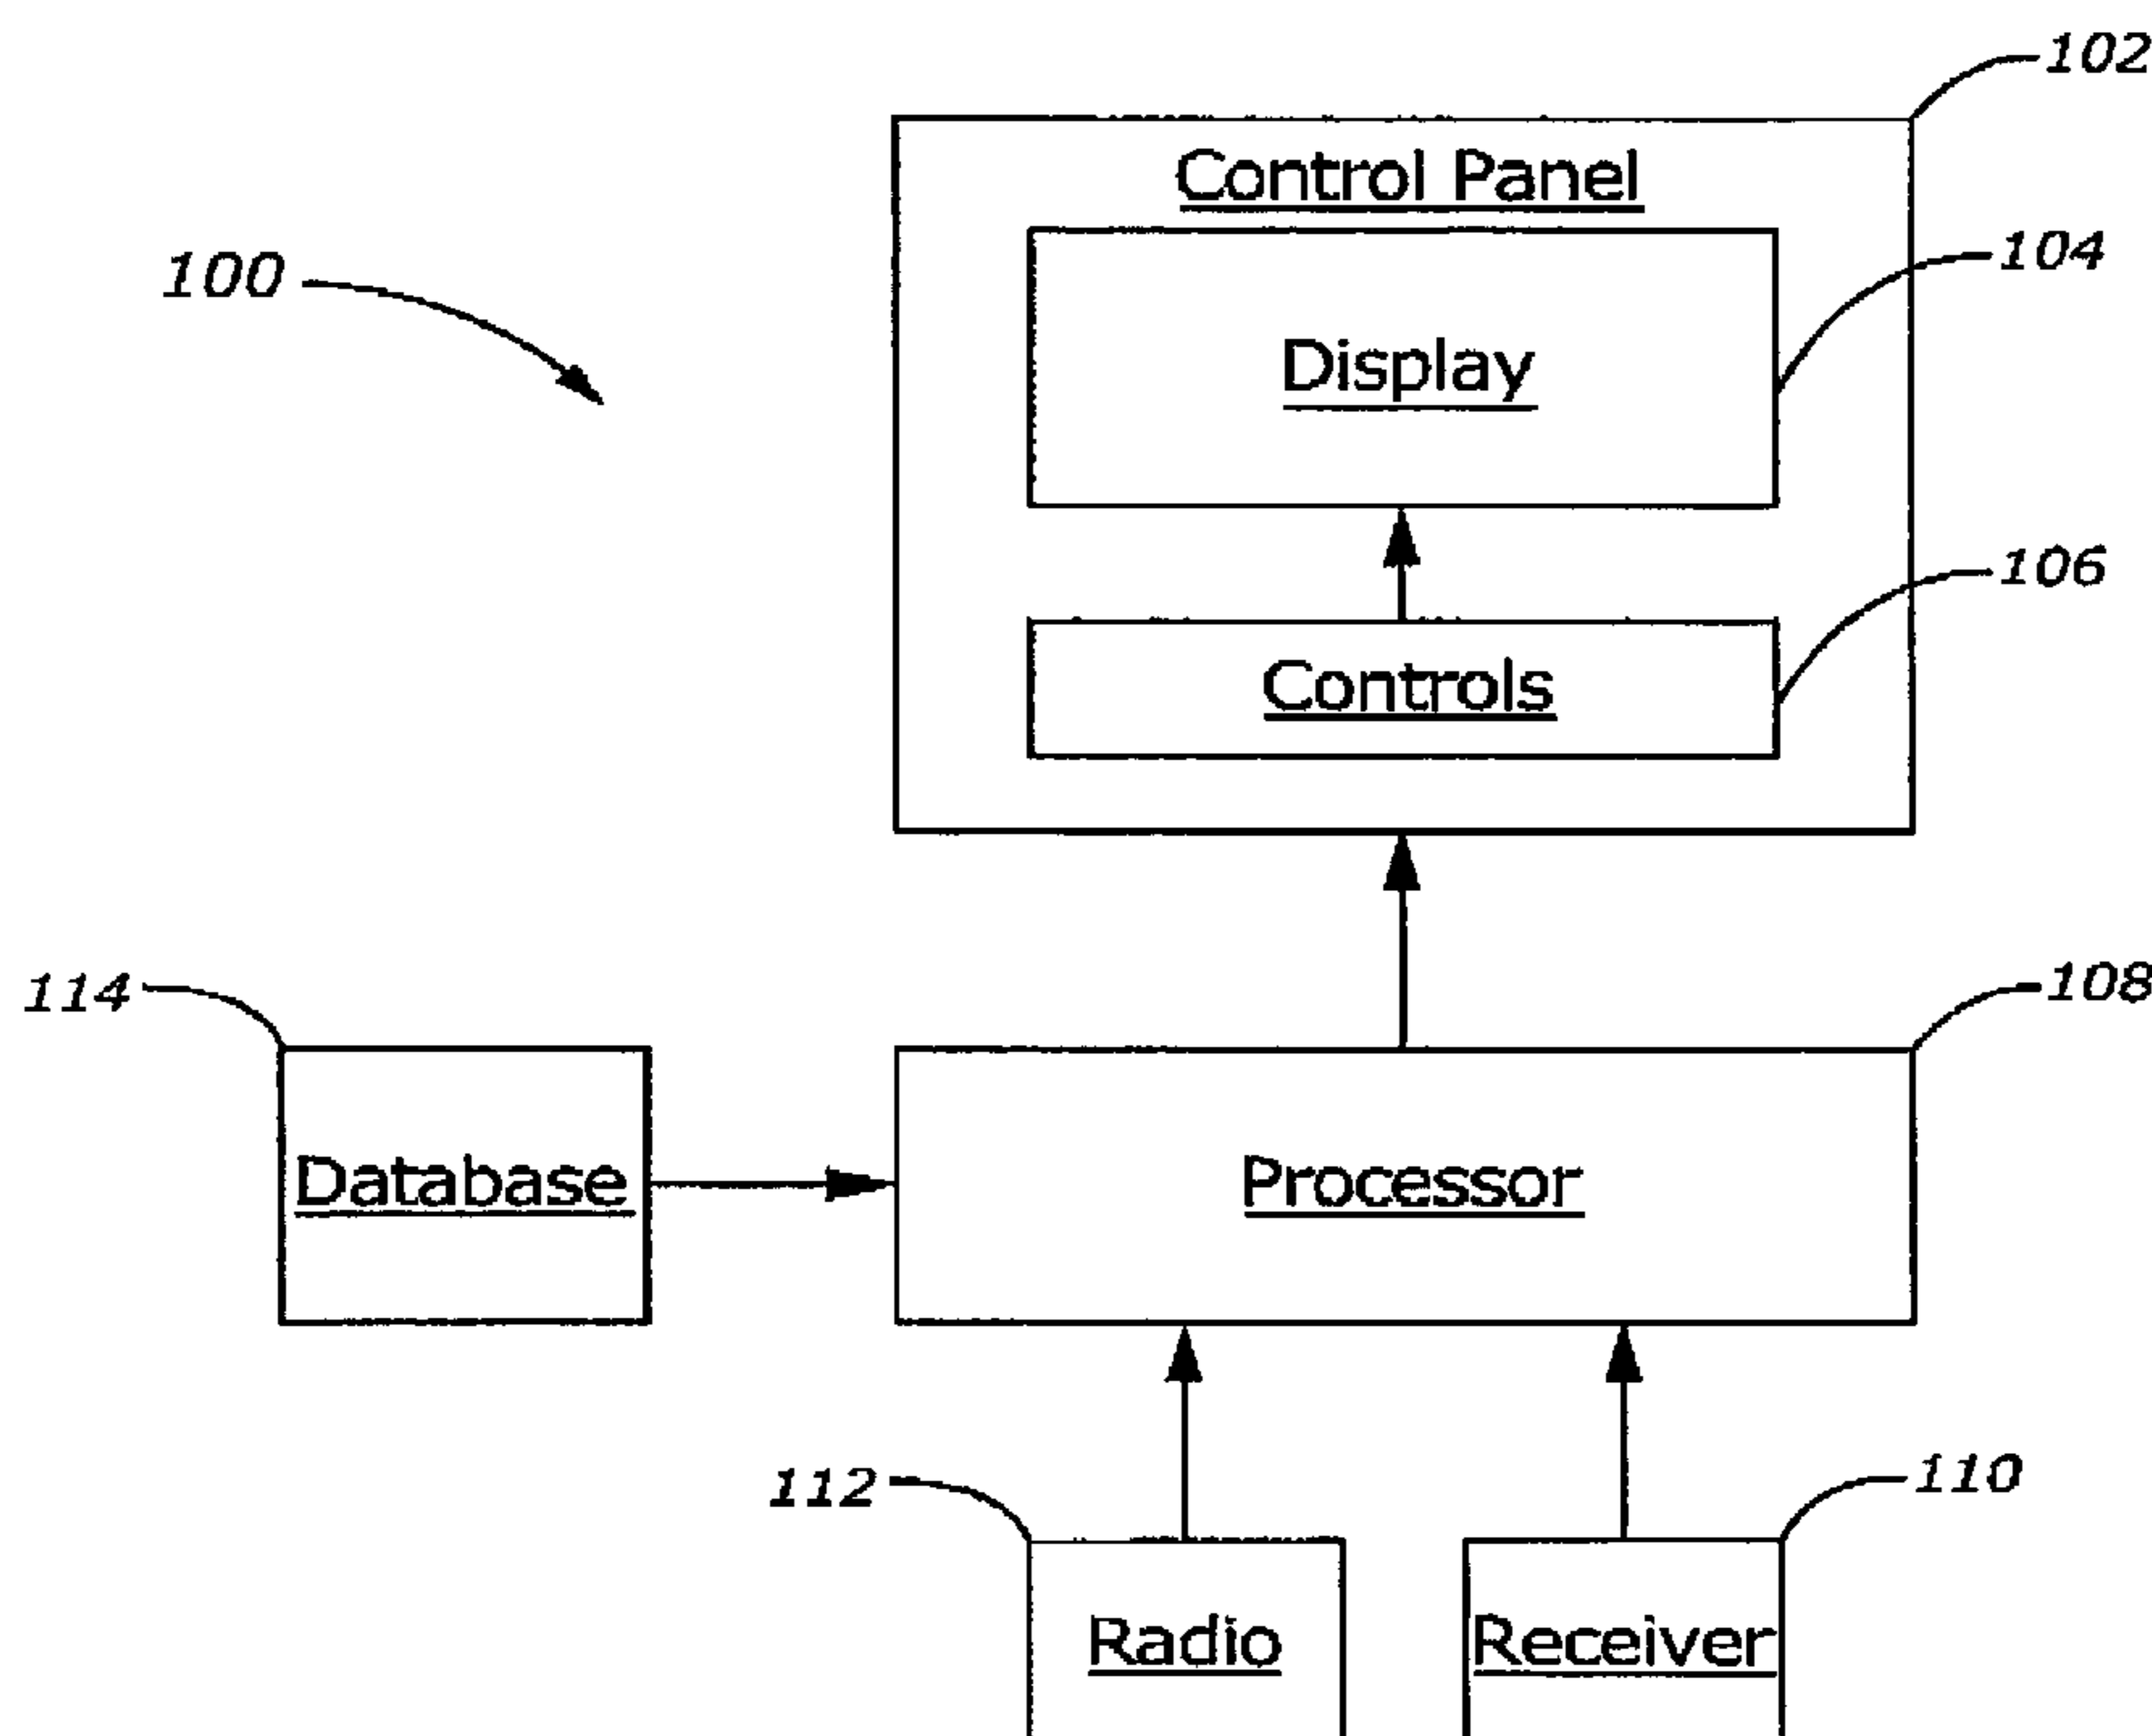 102
Control Panel
100
104
Display
106
Controls
114
108
Database
Processor
112
110
Radio
Receiver